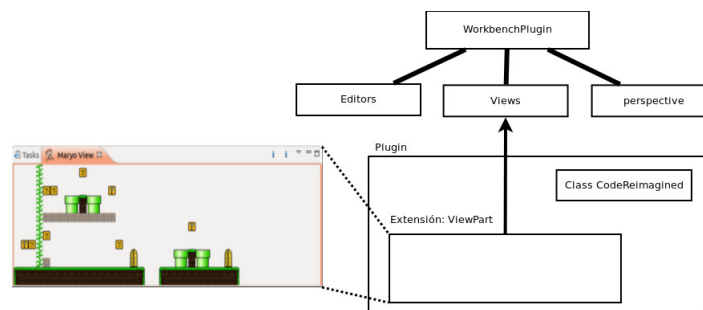 WorkbenchPlugin
Editors
Views
perspective
Plugin
Class CodeReimagined
Extensión: ViewPart
Tasks
Maryo View